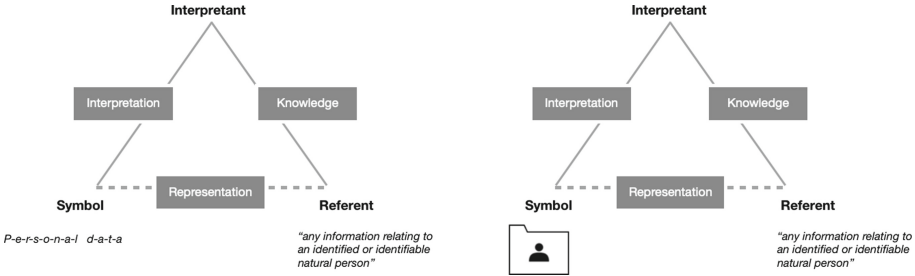 Interpretant
Interpretation
Knowledge
Representation
Symbol
Referent
P-e-r-s-o-n-a-l d-a-t-a
“any information relating to
an identified or identifiable
natural person”
Interpretant
Interpretation
Knowledge
Representation
Symbol
Referent
“any information relating to
an identified or identifiable
natural person”